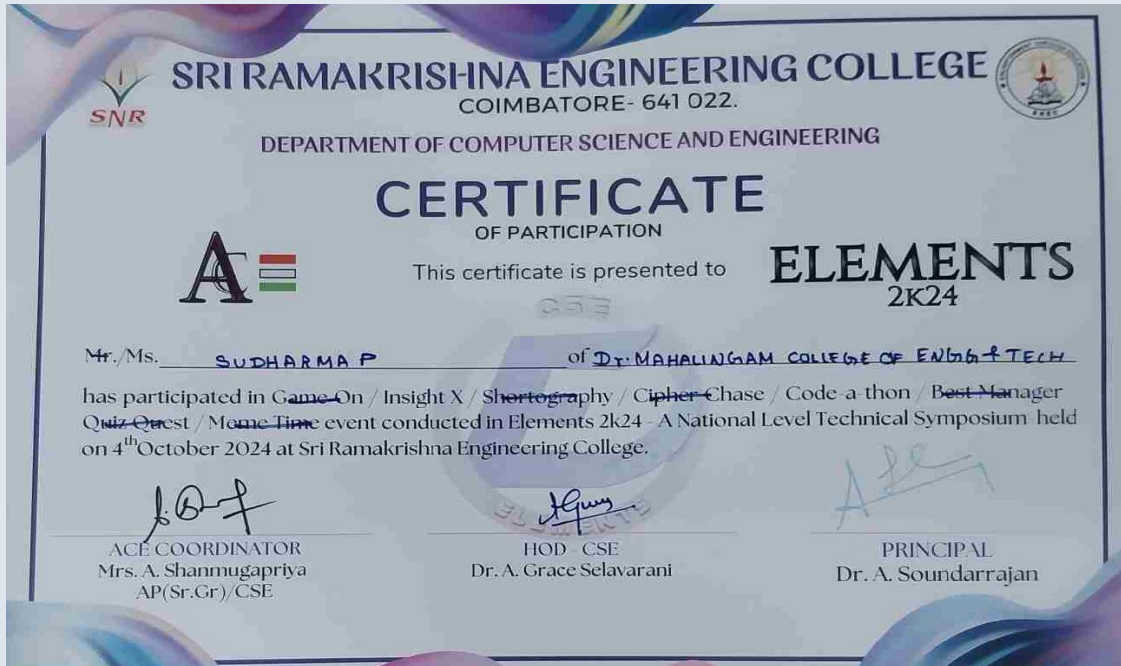 SRI RAMAKRISHNA ENGINEERING COLLEGE
SNR
COIMBATORE- 641 022.
DEPARTMENT OF COMPUTER SCIENCE AND ENGINEERING
CERTIFICATE
OF PARTICIPATION
ACE
This certificate is presented to
ELEMENTS
2K24
CSE
Mr./Ms. SUDHARMA P of Dr. MAHALINGAM COLLEGE OF ENGG & TECH
has participated in Game-On / Insight X / Shortography / Cipher Chase / Code-a-thon / Best Manager
Quiz Quest / Meme Time event conducted in Elements 2k24 - A National Level Technical Symposium held
on 4th October 2024 at Sri Ramakrishna Engineering College.
ELEMENTS
ACE COORDINATOR
Mrs. A. Shanmugapriya
AP(Sr.Gr)/CSE
HOD - CSE
Dr. A. Grace Selavarani
PRINCIPAL
Dr. A. Soundarrajan